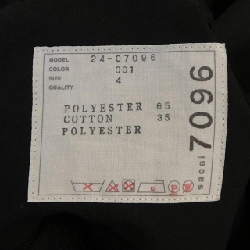 MODEL 24-07096
COLOR 001
SIZE 4
QUALITY
POLYESTER 65
COTTON 35
POLYESTER
7096